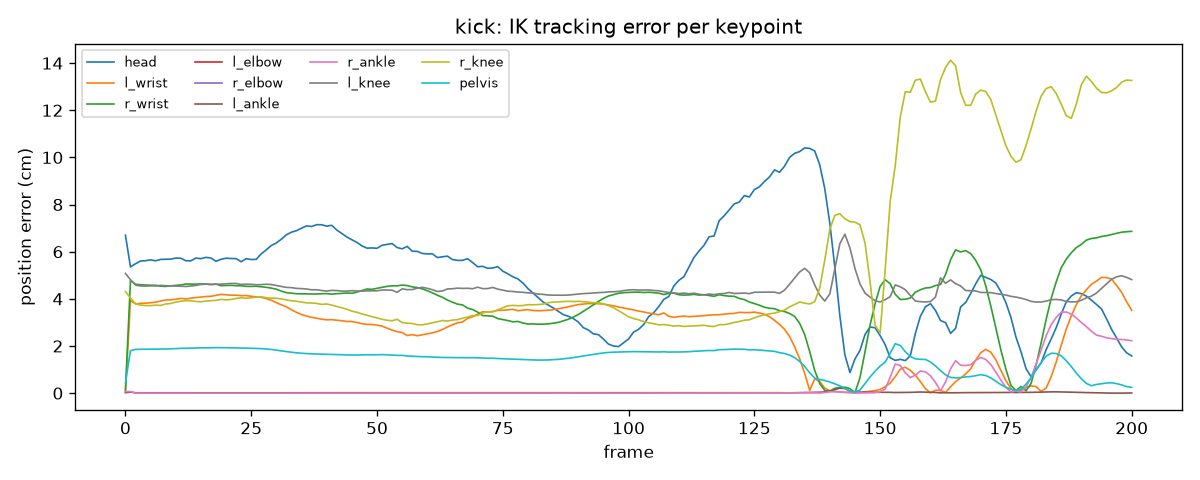 kick: IK tracking error per keypoint
position error (cm)
14
12
10
8
6
4
2
0
head
l_wrist
r_wrist
l_elbow
r_elbow
l_ankle
r_ankle
l_knee
r_knee
pelvis
0 25 50 75 100 125 150 175 200
frame